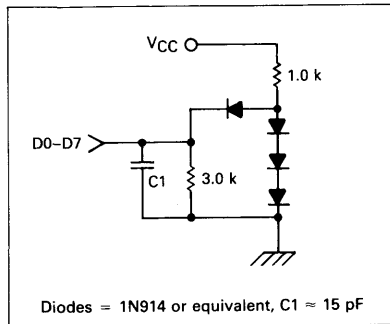 VCC
1.0 k
D0–D7
C1
3.0 k
Diodes = 1N914 or equivalent, C1 ≈ 15 pF